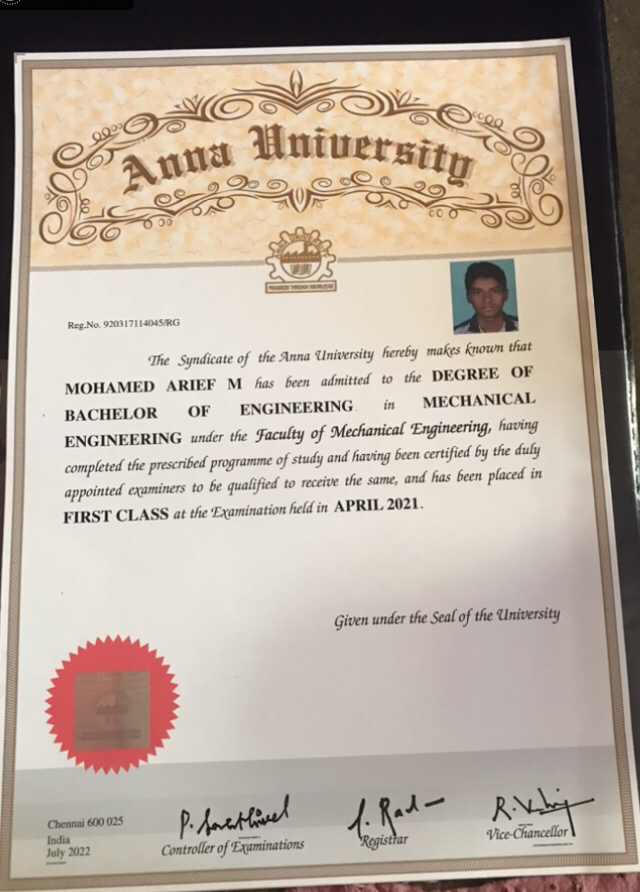 Anna University
PROGRESS THROUGH KNOWLEDGE
Reg.No. 920317114045/RG
The Syndicate of the Anna University hereby makes known that
MOHAMED ARIEF M has been admitted to the DEGREE OF
BACHELOR OF ENGINEERING in MECHANICAL
ENGINEERING under the Faculty of Mechanical Engineering, having
completed the prescribed programme of study and having been certified by the duly
appointed examiners to be qualified to receive the same, and has been placed in
FIRST CLASS at the Examination held in APRIL 2021.
Given under the Seal of the University
Chennai 600 025
India
July 2022
Controller of Examinations
Registrar
Vice-Chancellor